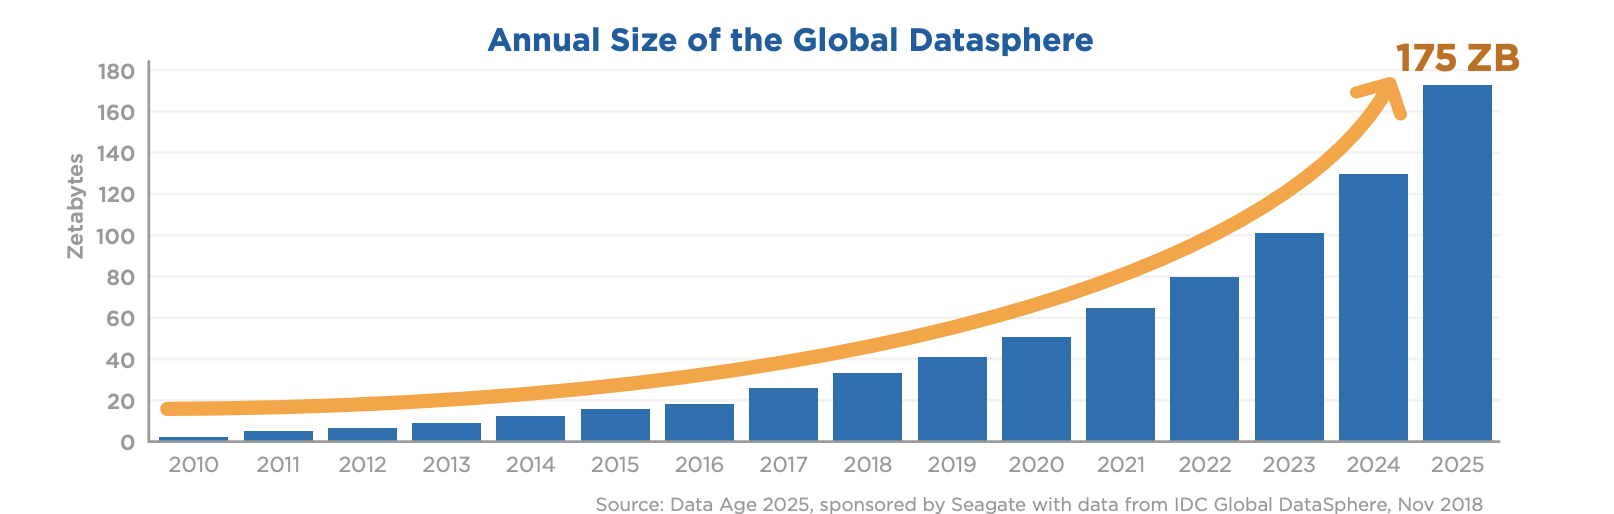 Annual Size of the Global Datasphere
175 ZB
Zetabytes
180
160
140
120
100
80
60
40
20
0
2010 2011 2012 2013 2014 2015 2016 2017 2018 2019 2020 2021 2022 2023 2024 2025
Source: Data Age 2025, sponsored by Seagate with data from IDC Global DataSphere, Nov 2018